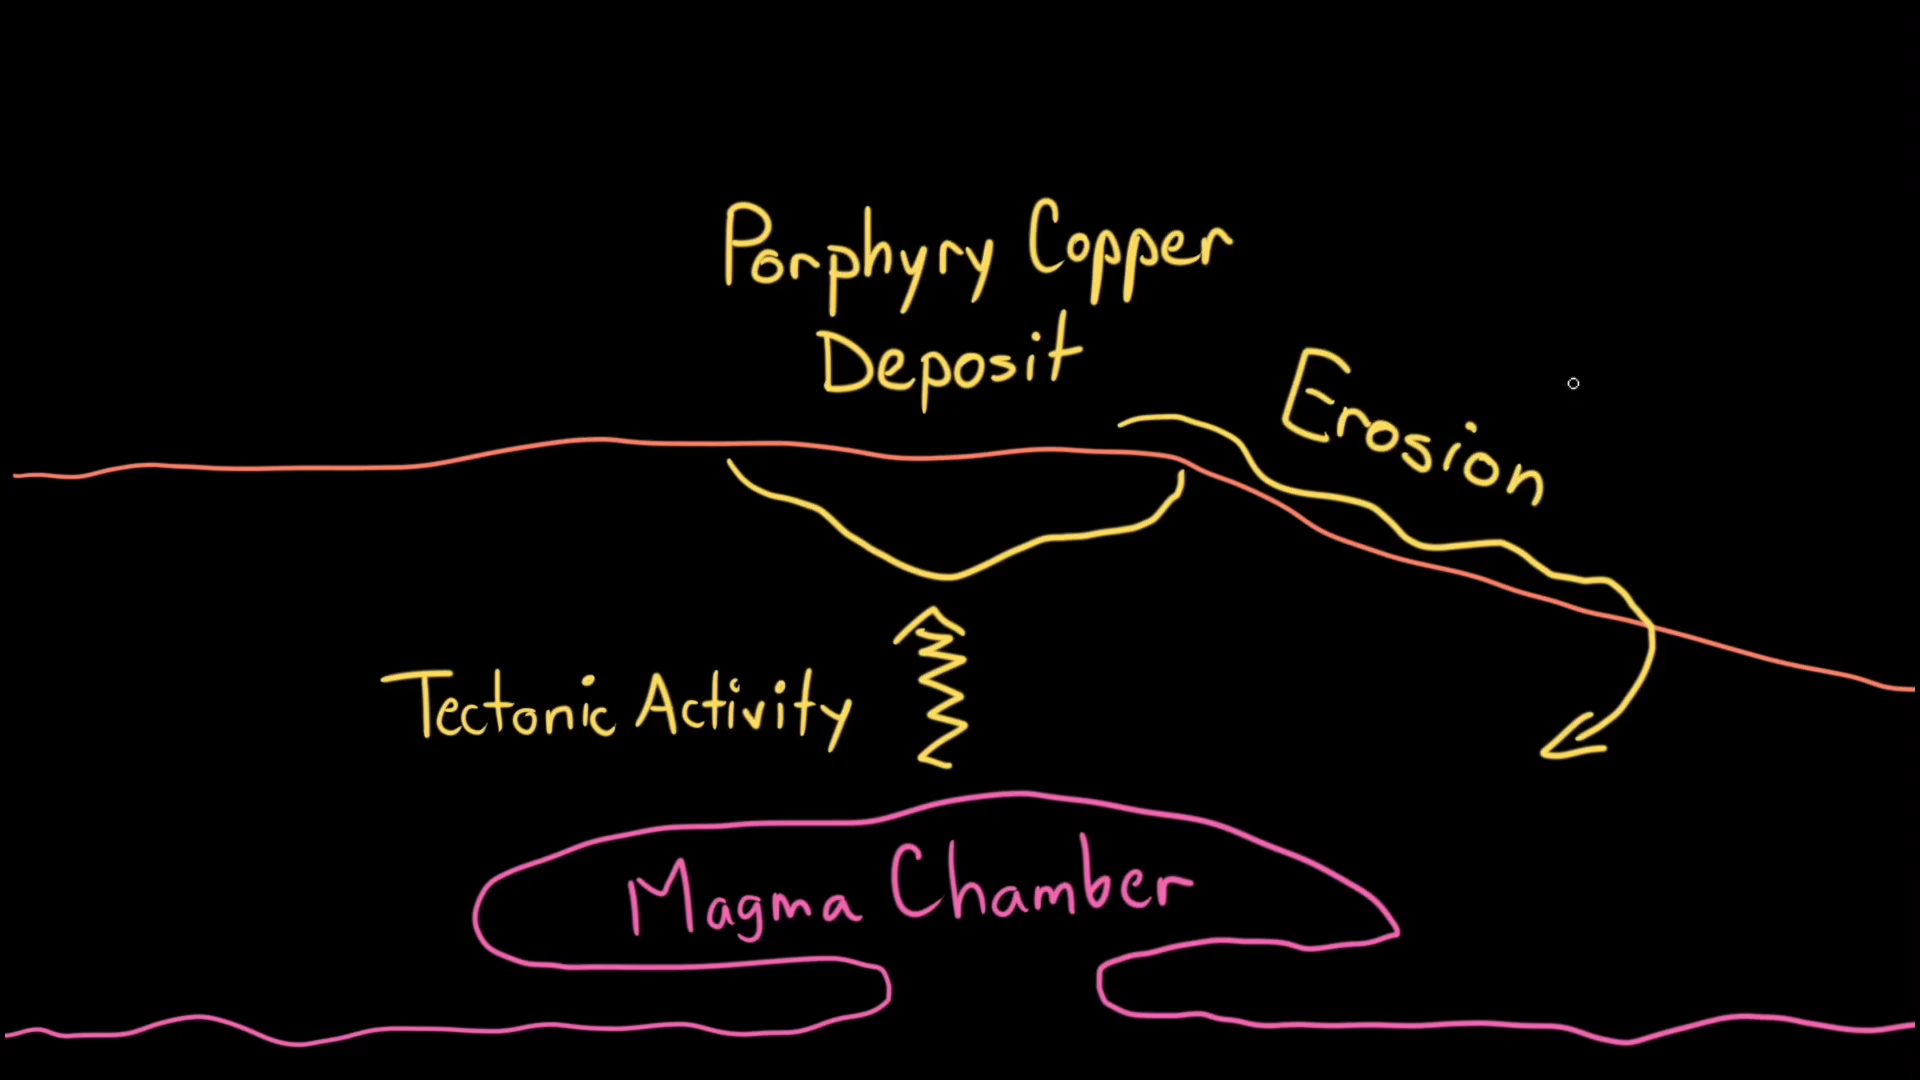 Porphyry Copper
Deposit
Erosion
Tectonic Activity
Magma Chamber